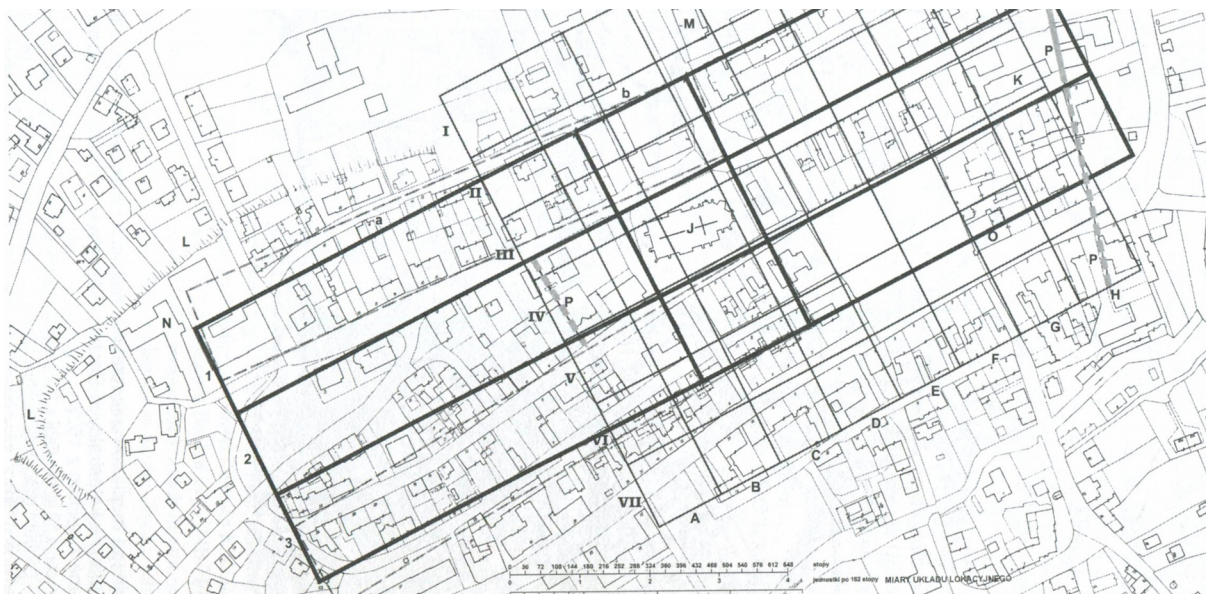 M
P
K
b
I
II
a
L
J
O
III
P
P
N
IV
H
G
1
V
F
E
L
D
VI
C
2
B
VII
A
3
0 36 72 108 144 180 216 252 288 324 360 396 432 468 504 540 576 612 648 stopy
0 1 2 3 4 jednostki po 162 stopy MIARY UKŁADU LOKACYJNEGO